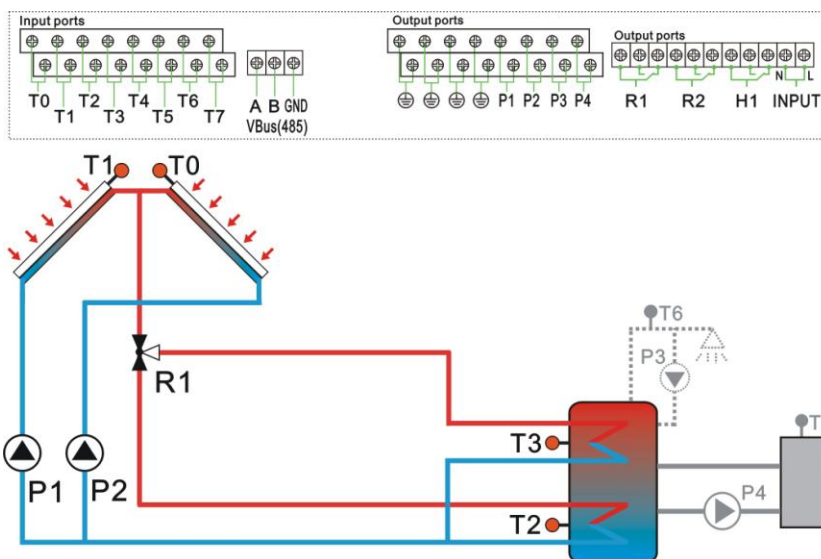 Input ports
T0 T2 T4 T6
T1 T3 T5 T7
A B GND
VBus(485)
Output ports
P1 P2 P3 P4
Output ports
N L
R1 R2 H1 INPUT
T1 T0
T6
P3
R1
T3
T
P1 P2
P4
T2